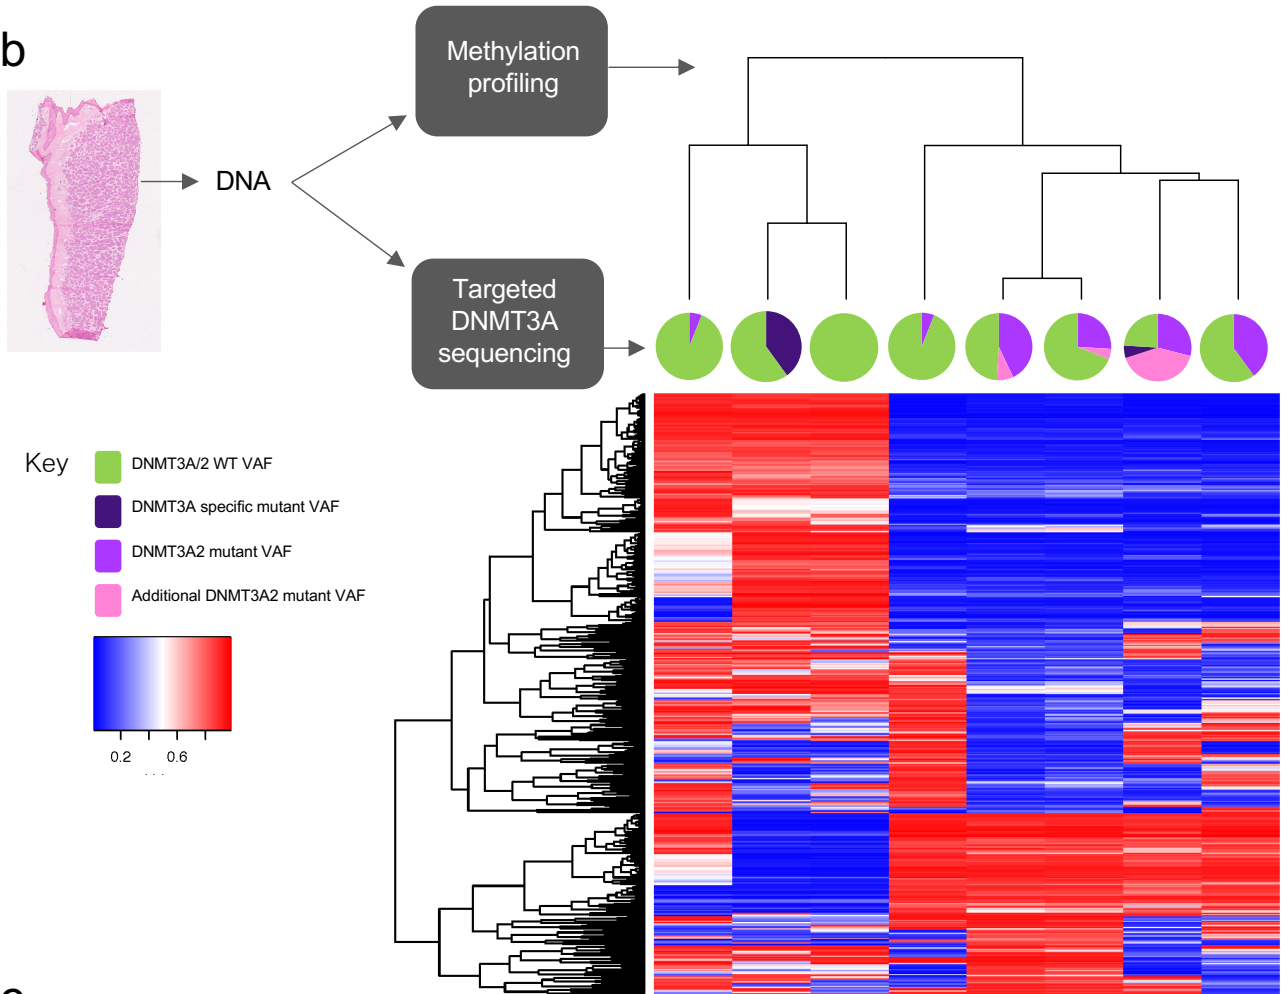 b
Methylation
profiling
DNA
Targeted
DNMT3A
sequencing
Key
DNMT3A/2 WT VAF
DNMT3A specific mutant VAF
DNMT3A2 mutant VAF
Additional DNMT3A2 mutant VAF
0.2 0.6